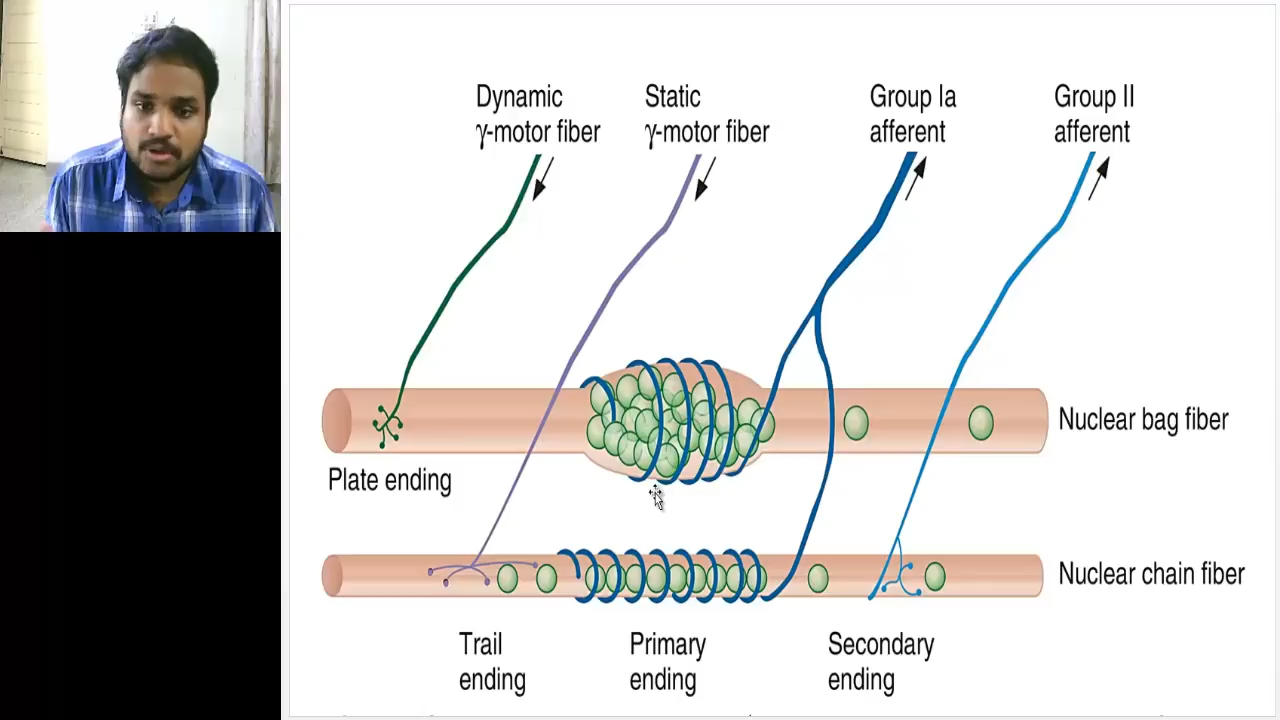 Dynamic
γ-motor fiber
Static
γ-motor fiber
Group Ia
afferent
Group II
afferent
Nuclear bag fiber
Plate ending
Nuclear chain fiber
Trail
ending
Primary
ending
Secondary
ending